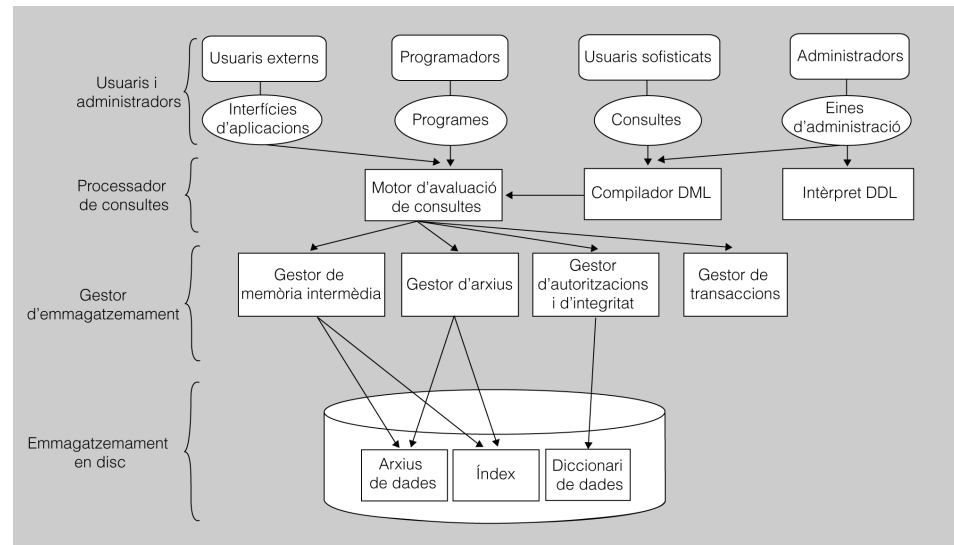 Usuaris externs
Programadors
Usuaris sofisticats
Administradors
Usuaris i
administradors
Interfícies
d'aplicacions
Programes
Consultes
Eines
d'administració
Processador
de consultes
Motor d'avaluació
de consultes
Compilador DML
Intèrpret DDL
Gestor
d'emmagatzemament
Gestor de
memòria intermèdia
Gestor d'arxius
Gestor
d'autoritzacions
i d'integritat
Gestor de
transaccions
Emmagatzemament
en disc
Arxius
de dades
Índex
Diccionari
de dades